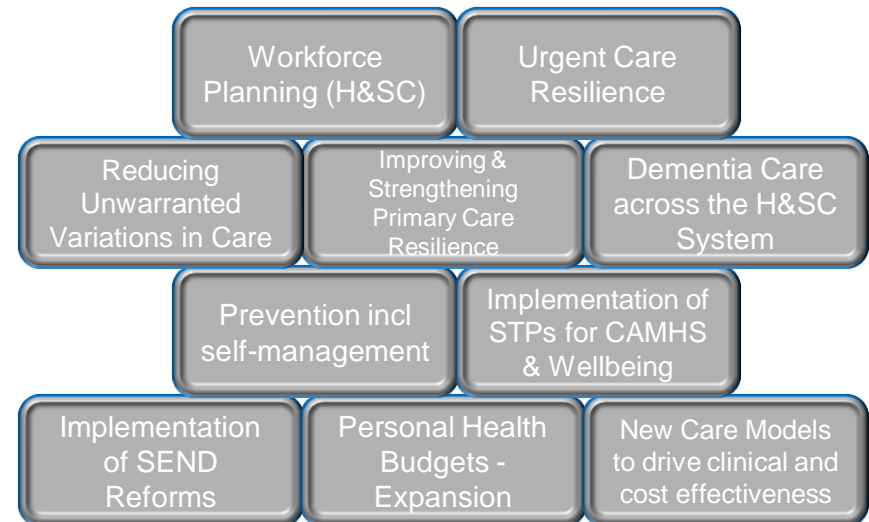 Workforce
Planning (H&SC)
Urgent Care
Resilience
Reducing
Unwarranted
Variations in Care
Improving &
Strengthening
Primary Care
Resilience
Dementia Care
across the H&SC
System
Prevention incl
self-management
Implementation of
STPs for CAMHS
& Wellbeing
Implementation
of SEND
Reforms
Personal Health
Budgets -
Expansion
New Care Models
to drive clinical and
cost effectiveness